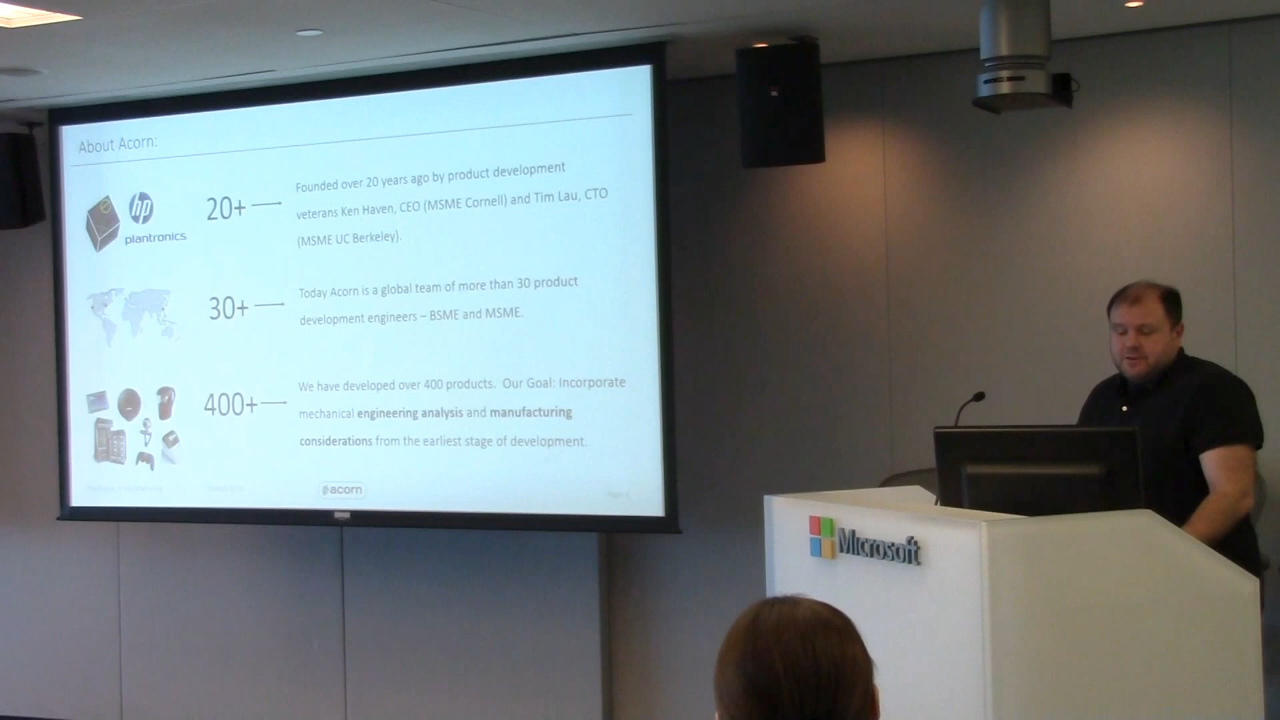 About Acorn:
hp
plantronics
20+
Founded over 20 years ago by product development
veterans Ken Haven, CEO (MSME Cornell) and Tim Lau, CTO
(MSME UC Berkeley).
30+
Today Acorn is a global team of more than 30 product
development engineers – BSME and MSME.
400+
We have developed over 400 products. Our Goal: Incorporate
mechanical engineering analysis and manufacturing
considerations from the earliest stage of development.
acorn
Microsoft